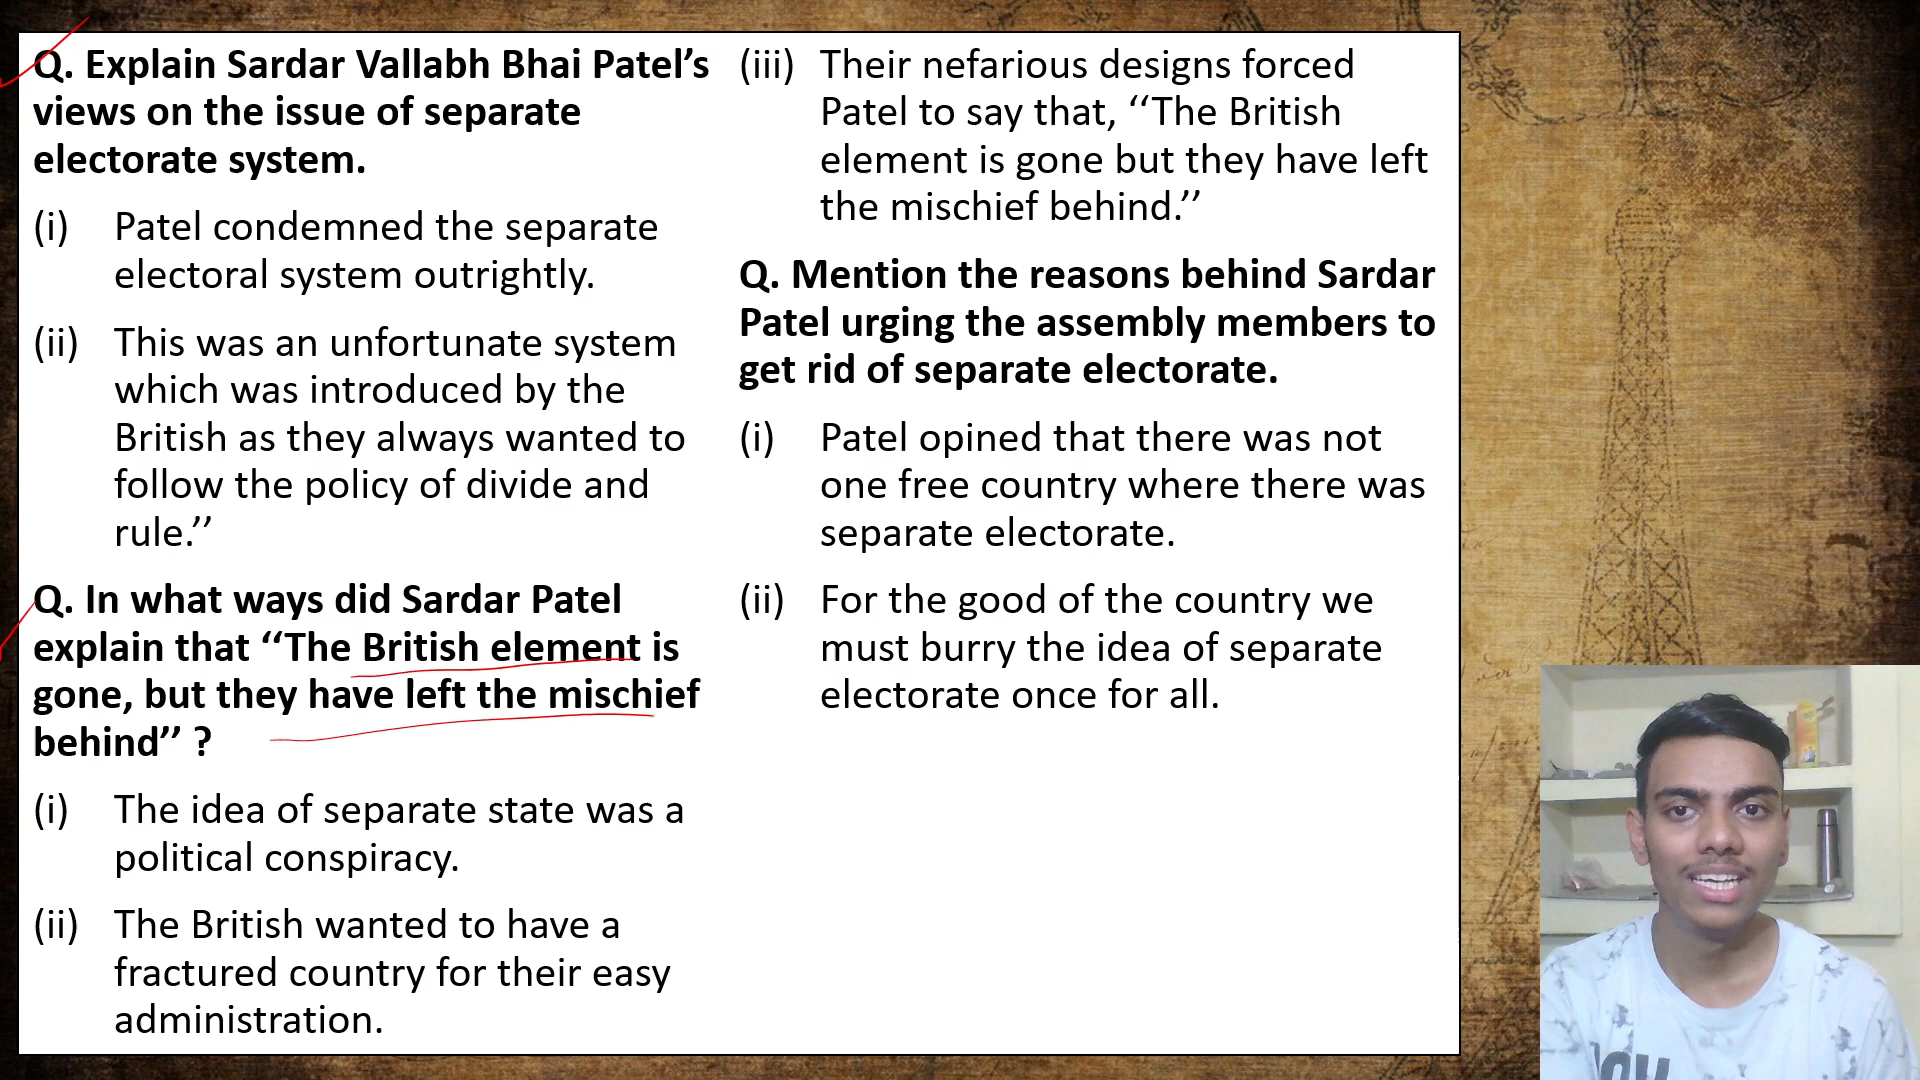 Q. Explain Sardar Vallabh Bhai Patel’s
views on the issue of separate
electorate system.
(i) Patel condemned the separate
electoral system outrightly.
(ii) This was an unfortunate system
which was introduced by the
British as they always wanted to
follow the policy of divide and
rule.’’
Q. In what ways did Sardar Patel
explain that ‘‘The British element is
gone, but they have left the mischief
behind’’ ?
(i) The idea of separate state was a
political conspiracy.
(ii) The British wanted to have a
fractured country for their easy
administration.
(iii) Their nefarious designs forced
Patel to say that, ‘‘The British
element is gone but they have left
the mischief behind.’’
Q. Mention the reasons behind Sardar
Patel urging the assembly members to
get rid of separate electorate.
(i) Patel opined that there was not
one free country where there was
separate electorate.
(ii) For the good of the country we
must burry the idea of separate
electorate once for all.